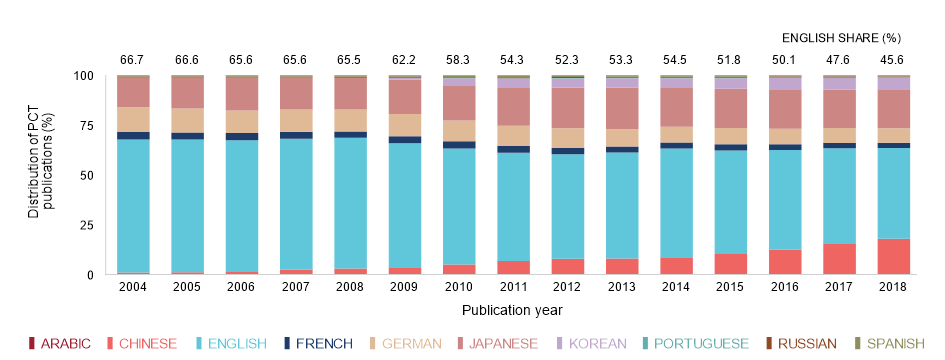 ENGLISH SHARE (%)
66.7 66.6 65.6 65.6 65.5 62.2 58.3 54.3 52.3 53.3 54.5 51.8 50.1 47.6 45.6
Distribution of PCT
publications (%)
100
75
50
25
0
2004 2005 2006 2007 2008 2009 2010 2011 2012 2013 2014 2015 2016 2017 2018
Publication year
ARABIC CHINESE ENGLISH FRENCH GERMAN JAPANESE KOREAN PORTUGUESE RUSSIAN SPANISH